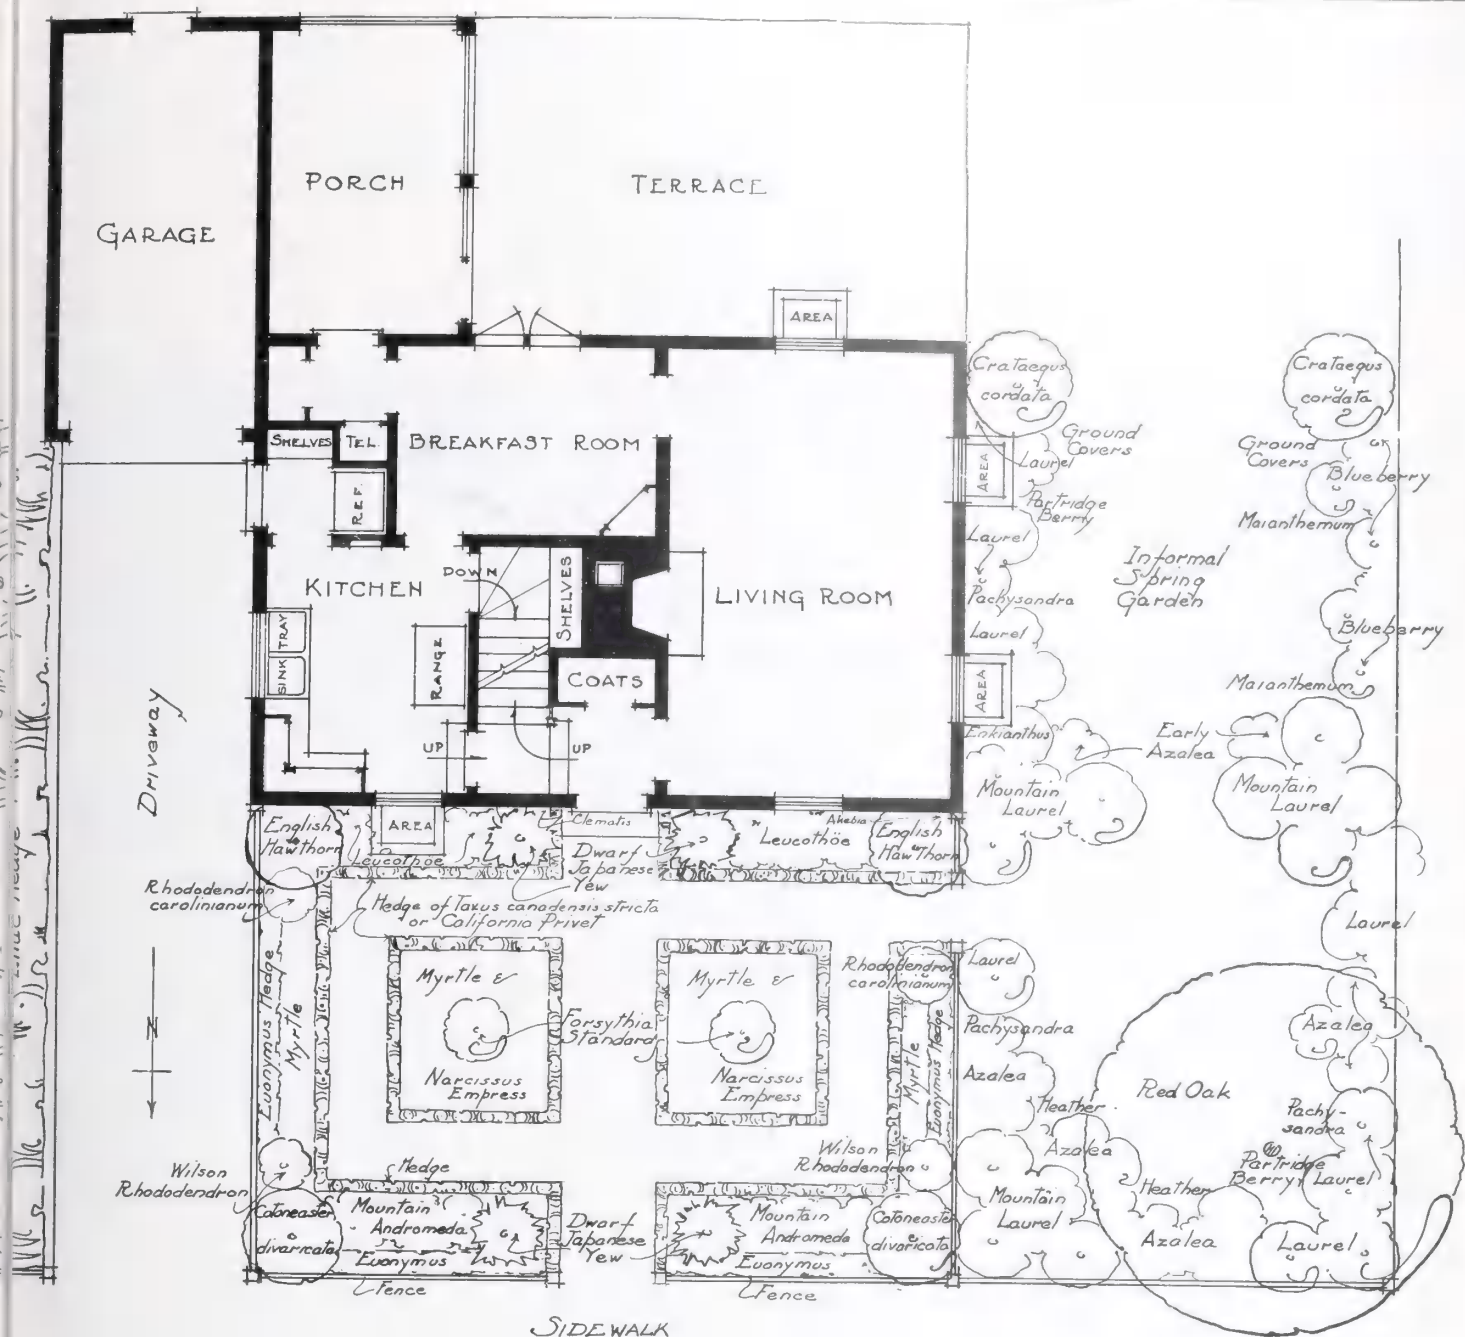 PORCH
TERRACE
GARAGE
AREA
Crataegus
cordata
Crataegus
cordata
SHELVES
TEL.
BREAKFAST ROOM
AREA
Laurel
Ground
Covers
Ground
Covers
Blueberry
REF.
Partridge
Berry
Maianthemum
Laurel
Informal
Spring
Garden
KITCHEN
DOWN
SHELVES
LIVING ROOM
Pachysandra
TRAY
SINK
RANGE
COATS
Laurel
Blueberry
AREA
Maianthemum
Driveway
UP
UP
Enkianthus
Early
Azalea
Mountain
Laurel
Mountain
Laurel
English
Hawthorn
AREA
Leucothöe
Clematis
Dwarf
Japanese
Yew
Leucothöe
Akebia
English
Hawthorn
Rhododendron
carolinianum
Hedge of Taxus canadensis stricta
or California Privet
Laurel
Myrtle &
Myrtle &
Rhododendron
carolinianum
Laurel
Euonymus Hedge
Myrtle
Forsythia
Standard
Pachysandra
Azalea
Narcissus
Empress
Narcissus
Empress
Myrtle
Euonymus Hedge
Azalea
Heather
Red Oak
Pachy-
sandra
Wilson
Rhododendron
Hedge
Wilson
Rhododendron
Azalea
Partridge
Berry
Laurel
Cotoneaster
divaricata
Mountain
Andromeda
Euonymus
Dwarf
Japanese
Yew
Mountain
Andromeda
Euonymus
Cotoneaster
divaricata
Mountain
Laurel
Heather
Azalea
Laurel
Fence
Fence
SIDEWALK